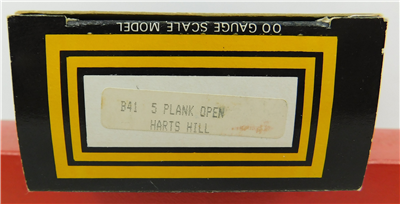 OO GAUGE SCALE MODEL
B41 5 PLANK OPEN
HARTS HILL